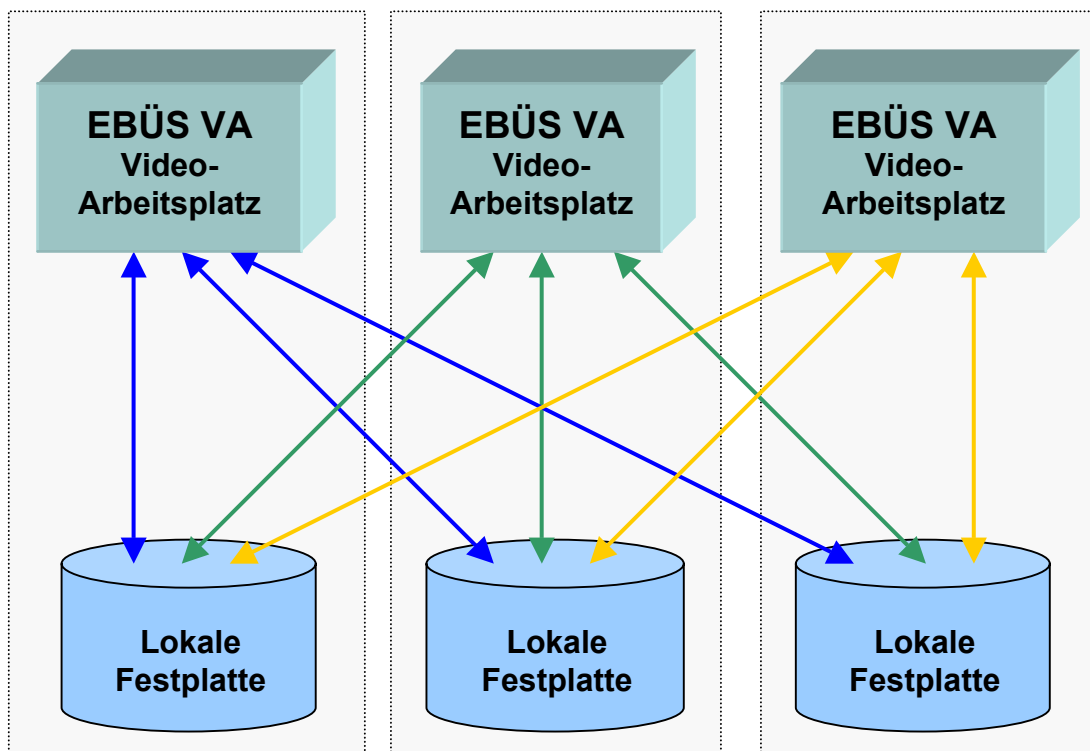 EBÜS VA
Video-
Arbeitsplatz
EBÜS VA
Video-
Arbeitsplatz
EBÜS VA
Video-
Arbeitsplatz
Lokale
Festplatte
Lokale
Festplatte
Lokale
Festplatte